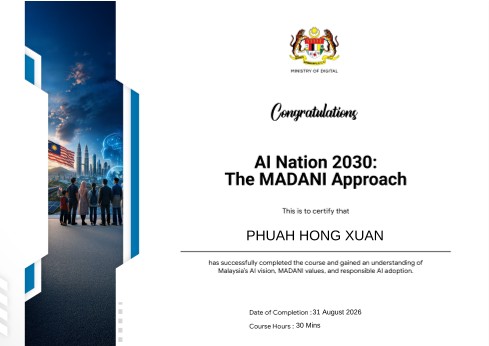 MINISTRY OF DIGITAL
Congratulations
AI Nation 2030:
The MADANI Approach
This is to certify that
PHUAH HONG XUAN
has successfully completed the course and gained an understanding of
Malaysia's AI vision, MADANI values, and responsible AI adoption.
Date of Completion : 31 August 2026
Course Hours : 30 Mins